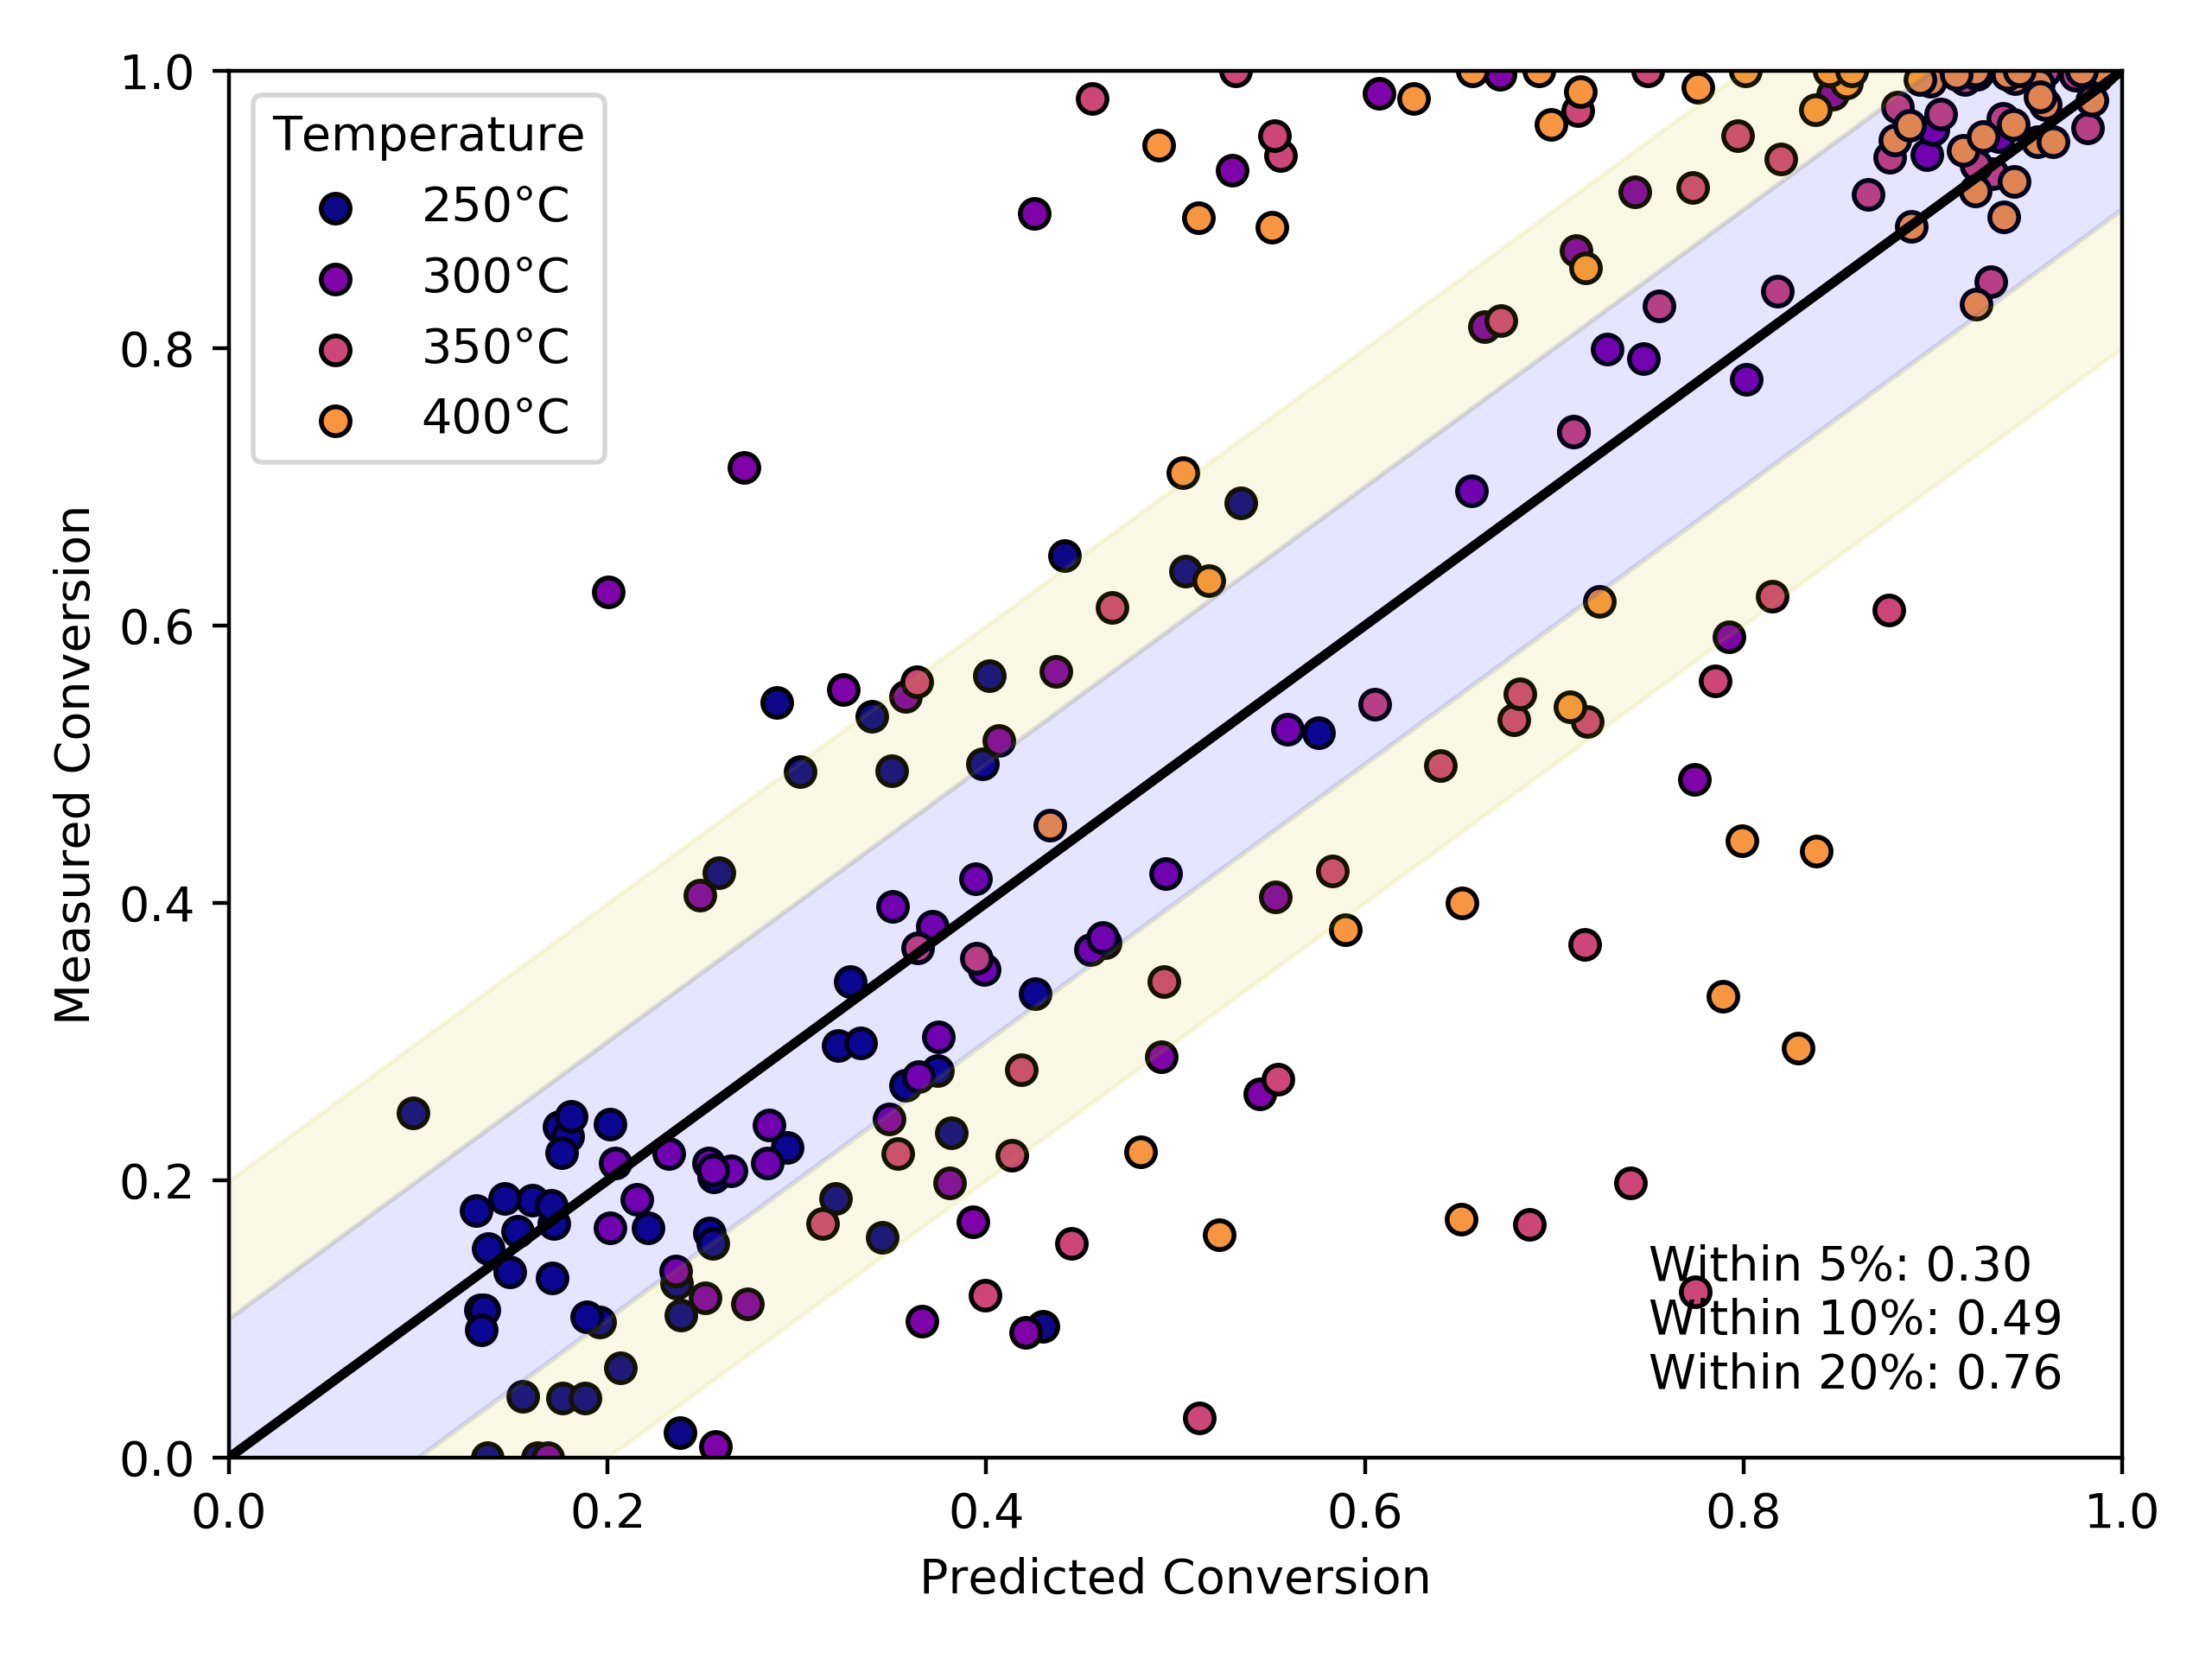 1.0
0.8
0.6
0.4
0.2
0.0
Measured Conversion
Temperature
250°C
300°C
350°C
400°C
Within 5%: 0.30
Within 10%: 0.49
Within 20%: 0.76
0.0 0.2 0.4 0.6 0.8 1.0
Predicted Conversion